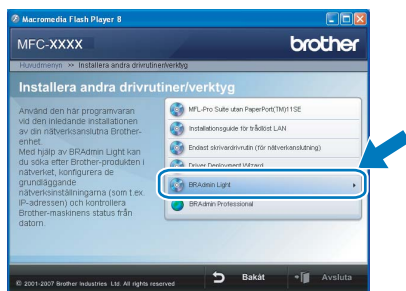 Macromedia Flash Player 8
MFC-XXXX
brother
Huvudmenyn >> Installera andra drivrutiner/verktyg
Installera andra drivrutiner/verktyg
Använd den här programvaran
vid den inledande installationen
av din nätverksanslutna Brother-
enhet.
Med hjälp av BRAdmin Light kan
du söka efter Brother-produkten i
nätverket, konfigurera de
grundläggande
nätverksinställningarna (som t.ex.
IP-adressen) och kontrollera
Brother-maskinens status från
datorn.
MFL-Pro Suite utan PaperPort(TM)11SE
Installationsguide för trådlöst LAN
Endast skrivardrivrutin (för nätverkanslutning)
Driver Deployment Wizard
BRAdmin Light
BRAdmin Professional
© 2001-2007 Brother Industries Ltd. All rights reserved
Bakåt
Avsluta